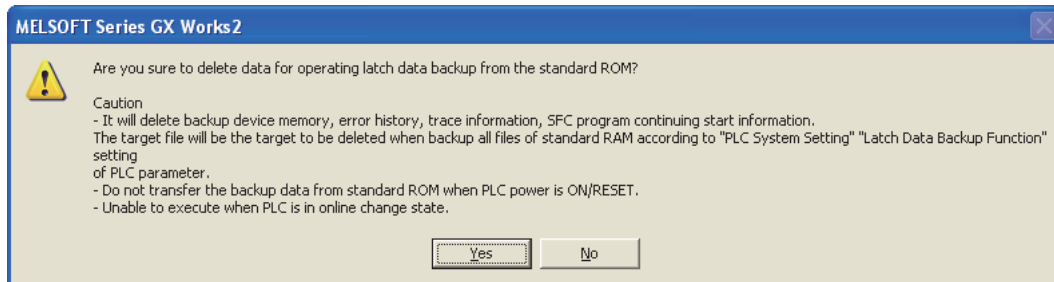 MELSOFT Series GX Works2
Are you sure to delete data for operating latch data backup from the standard ROM?
Caution
- It will delete backup device memory, error history, trace information, SFC program continuing start information.
The target file will be the target to be deleted when backup all files of standard RAM according to "PLC System Setting" "Latch Data Backup Function"
setting
of PLC parameter.
- Do not transfer the backup data from standard ROM when PLC power is ON/RESET.
- Unable to execute when PLC is in online change state.
Yes No